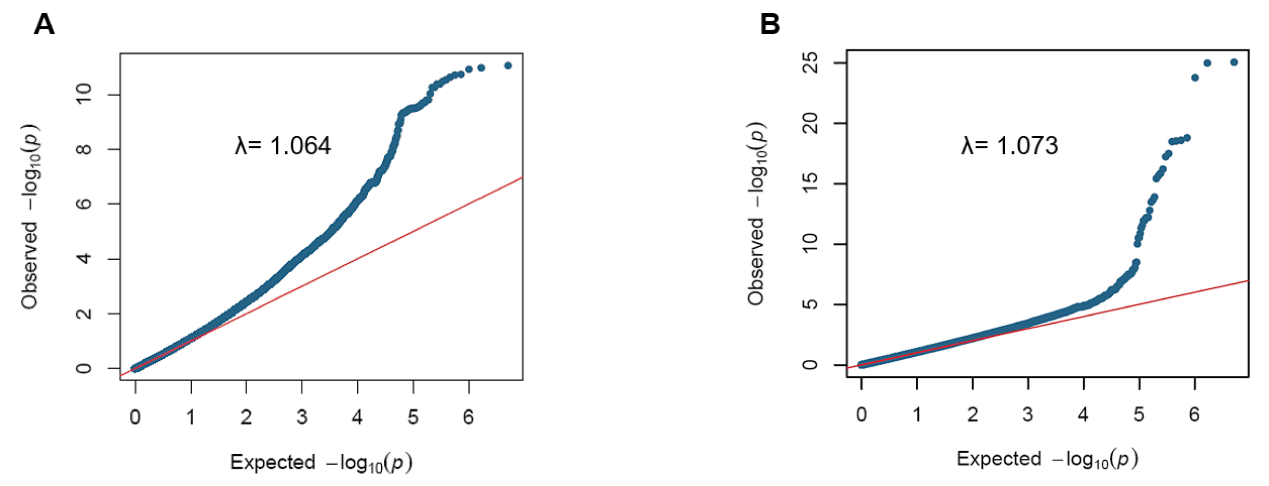 A
Observed −log10(p)
10
8
6
4
2
0
λ= 1.064
0 1 2 3 4 5 6
Expected −log10(p)
B
Observed −log10(p)
25
20
15
10
5
0
λ= 1.073
0 1 2 3 4 5 6
Expected −log10(p)